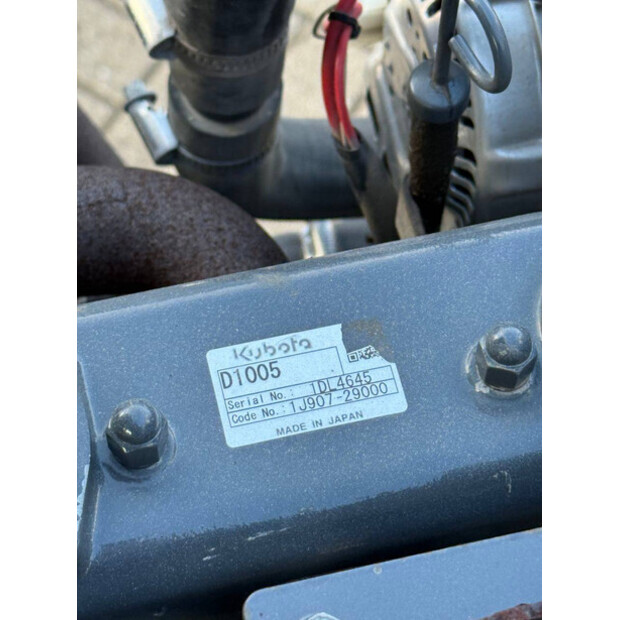 Kubota
D1005
Serial No.: 1DL4645
Code No.: 1J907-29000
MADE IN JAPAN